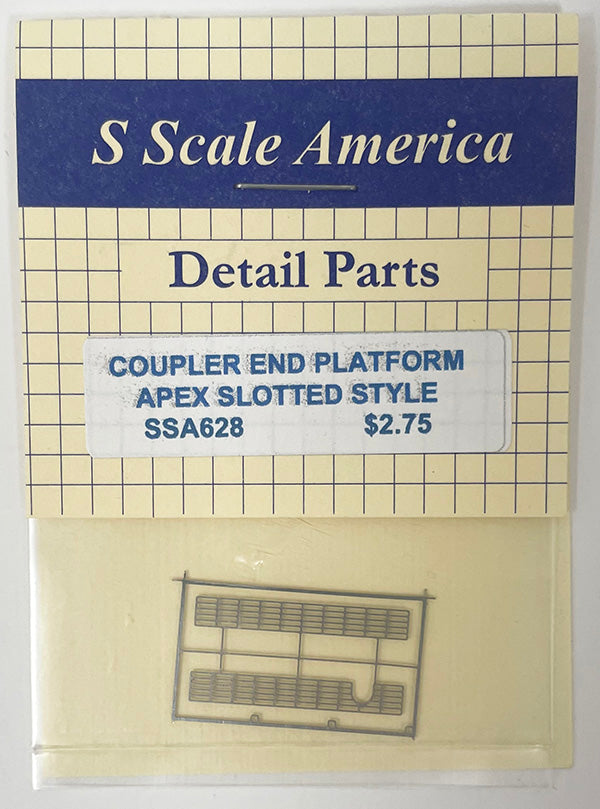 S Scale America
Detail Parts
COUPLER END PLATFORM
APEX SLOTTED STYLE
SSA628 $2.75